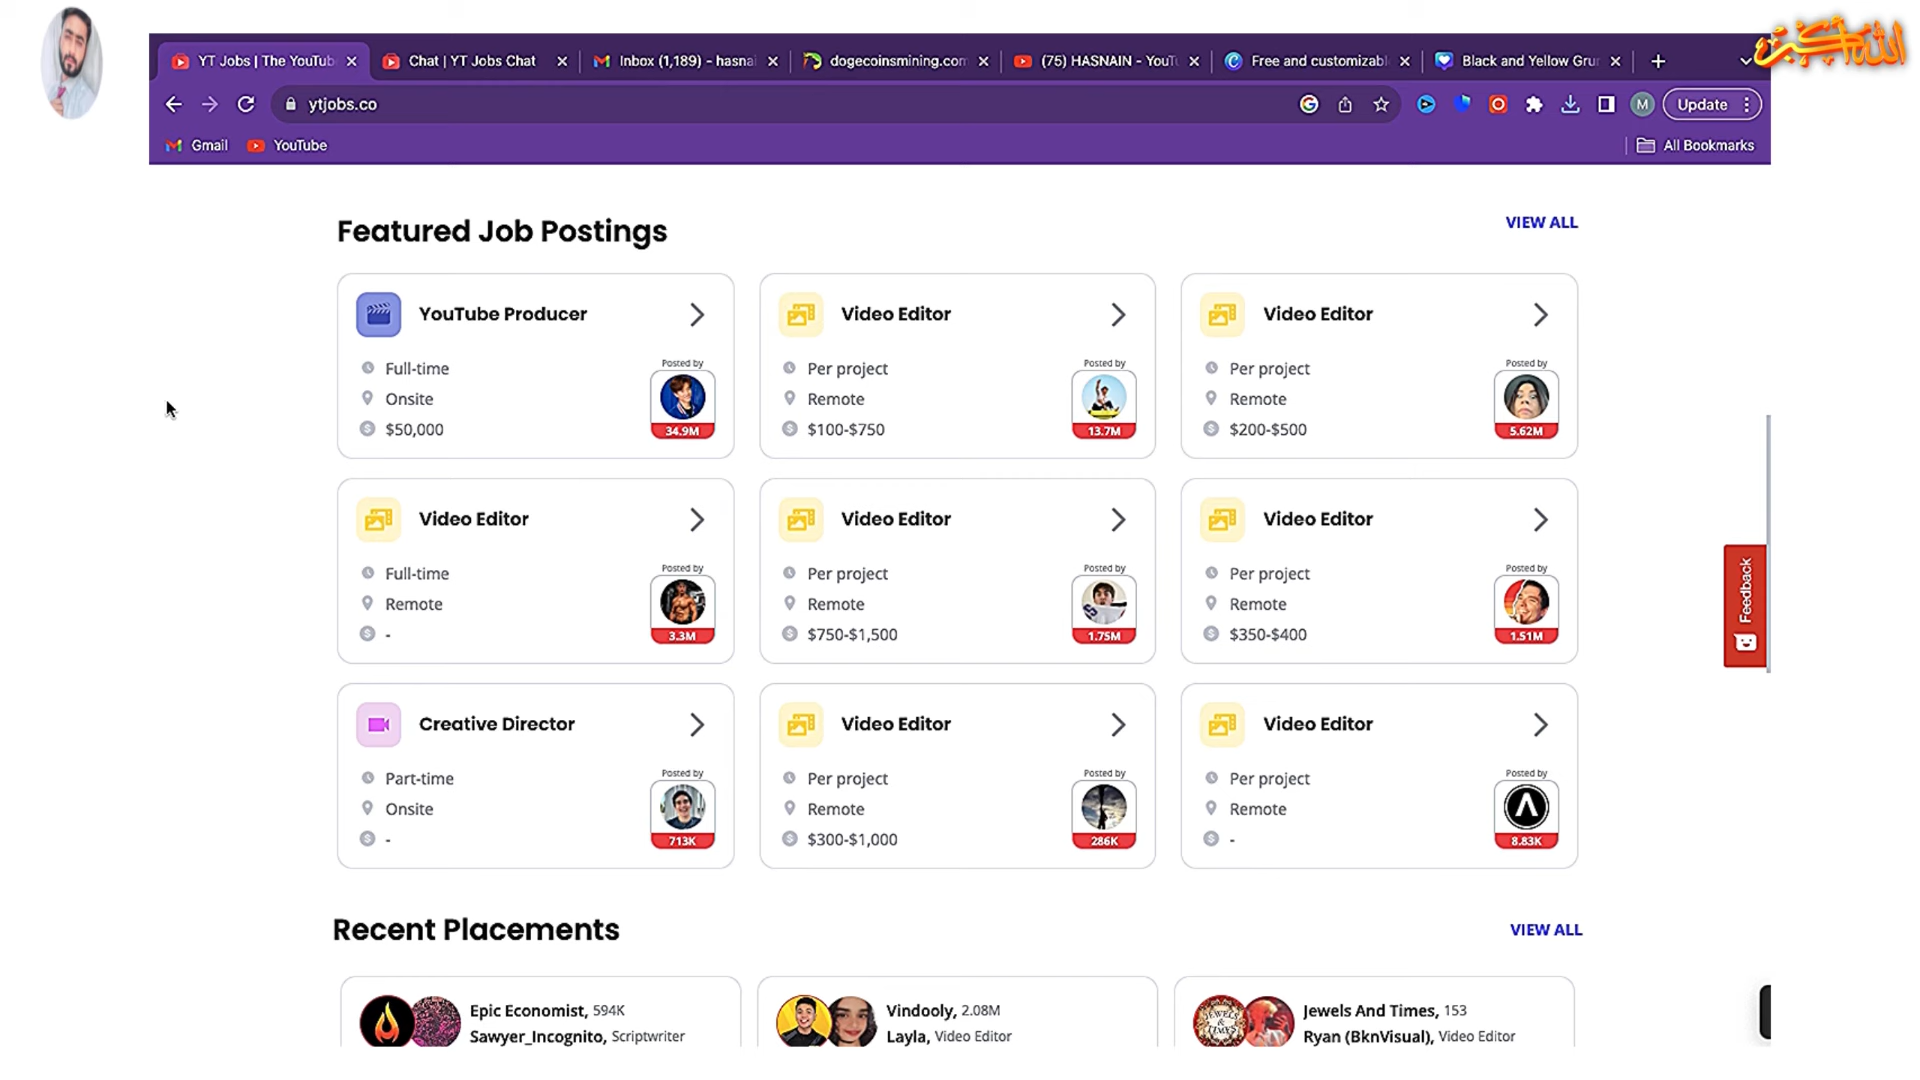 YT Jobs | The YouTub
Chat | YT Jobs Chat
Inbox (1,189) - hasnai
dogecoinsmining.com
(75) HASNAIN - YouTu
Free and customizabl
Black and Yellow Grun
الله أكبر
ytjobs.co
M
Update
Gmail
YouTube
All Bookmarks
Featured Job Postings
VIEW ALL
YouTube Producer
Full-time
Onsite
$50,000
Posted by
34.9M
Video Editor
Per project
Remote
$100-$750
Posted by
13.7M
Video Editor
Per project
Remote
$200-$500
Posted by
5.62M
Video Editor
Full-time
Remote
-
Posted by
3.3M
Video Editor
Per project
Remote
$750-$1,500
Posted by
1.75M
Video Editor
Per project
Remote
$350-$400
Posted by
1.51M
Feedback
Creative Director
Part-time
Onsite
-
Posted by
713K
Video Editor
Per project
Remote
$300-$1,000
Posted by
286K
Video Editor
Per project
Remote
-
Posted by
8.83K
Recent Placements
VIEW ALL
Epic Economist, 594K
Sawyer_Incognito, Scriptwriter
Vindooly, 2.08M
Layla, Video Editor
JEWELS & TIMES
Jewels And Times, 153
Ryan (BknVisual), Video Editor